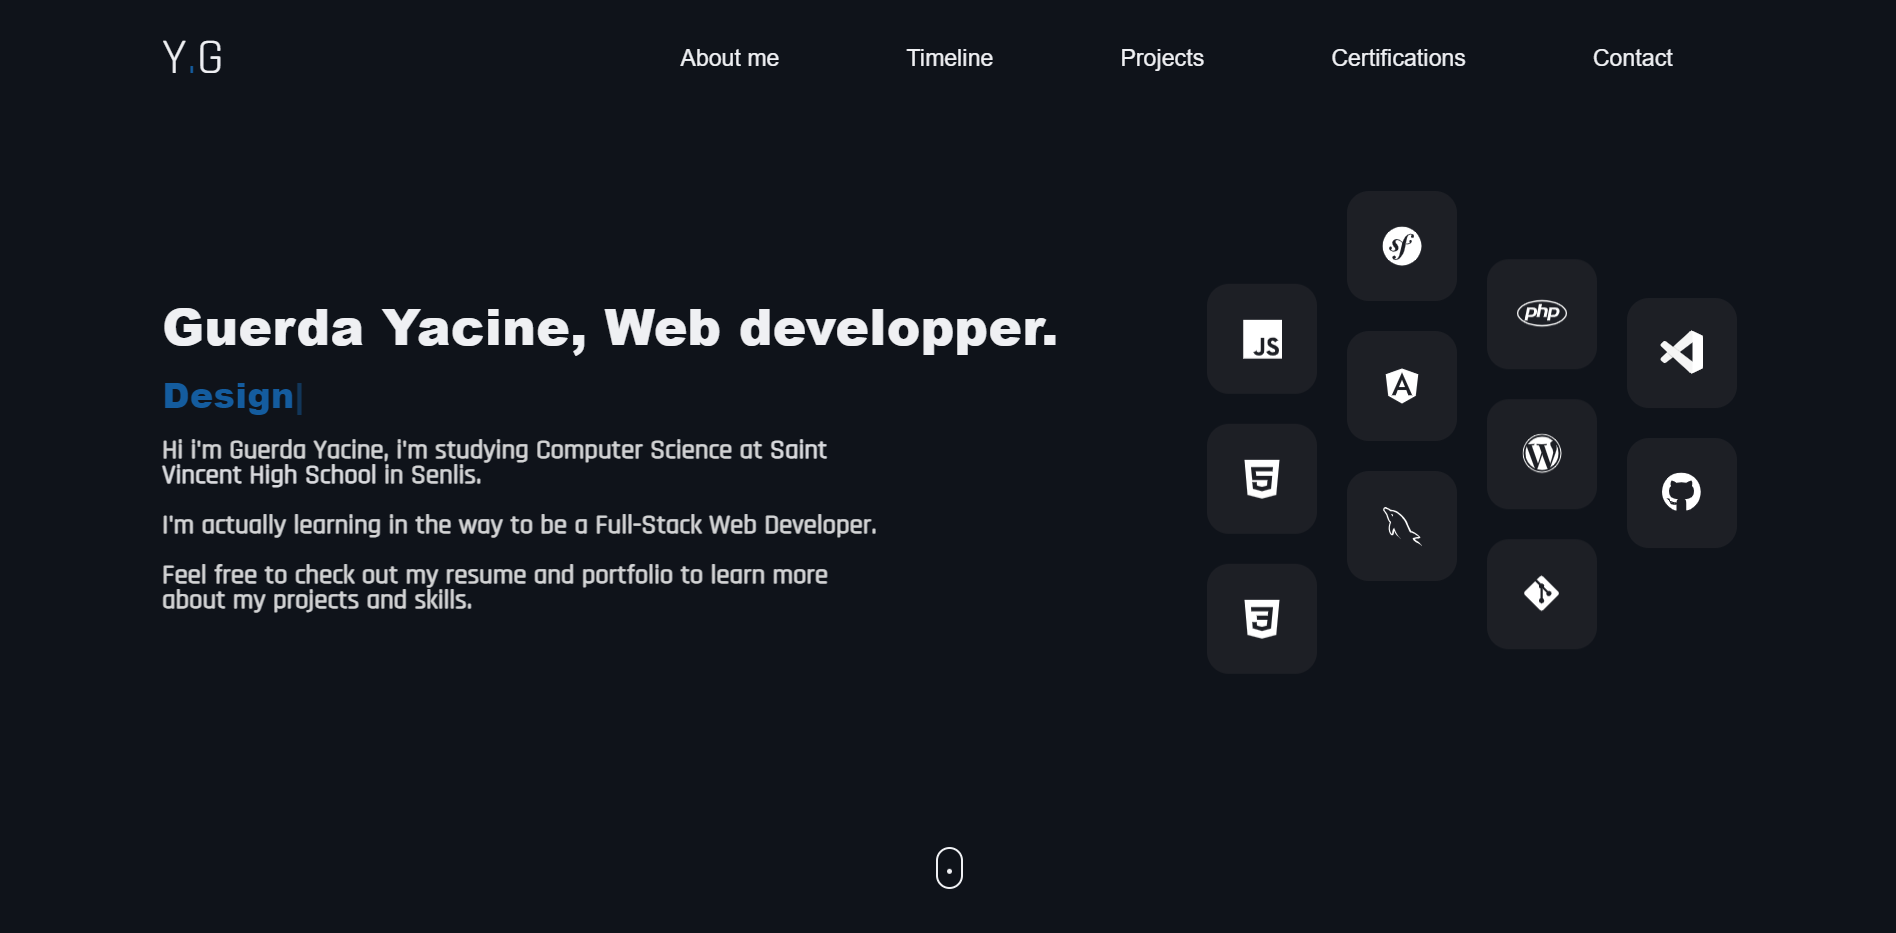 Y.G
About me Timeline Projects Certifications Contact
Guerda Yacine, Web developper.
Design|
Hi i'm Guerda Yacine, i'm studying Computer Science at Saint
Vincent High School in Senlis.
I'm actually learning in the way to be a Full-Stack Web Developer.
Feel free to check out my resume and portfolio to learn more
about my projects and skills.
sf
php
JS
A
W
5
3